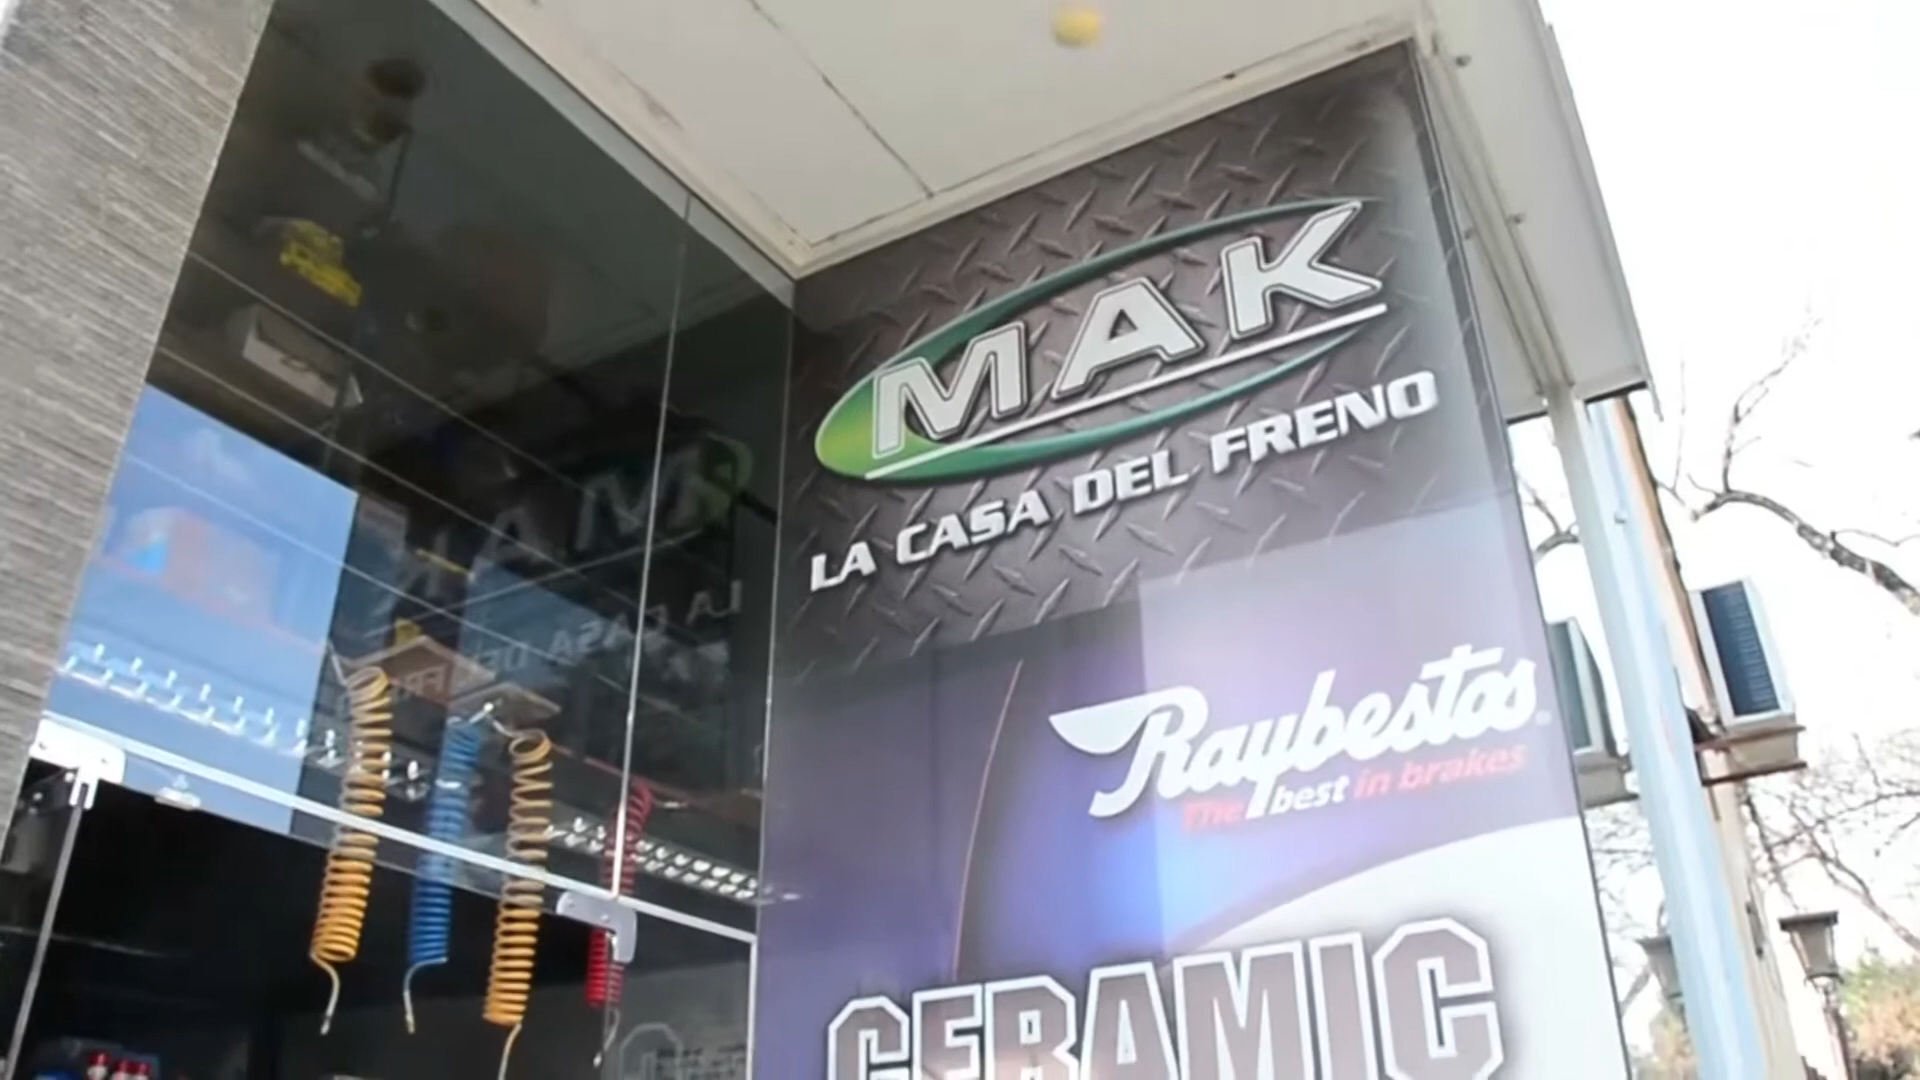 MAK
LA CASA DEL FRENO
Raybestos
The best in brakes
CERAMIC